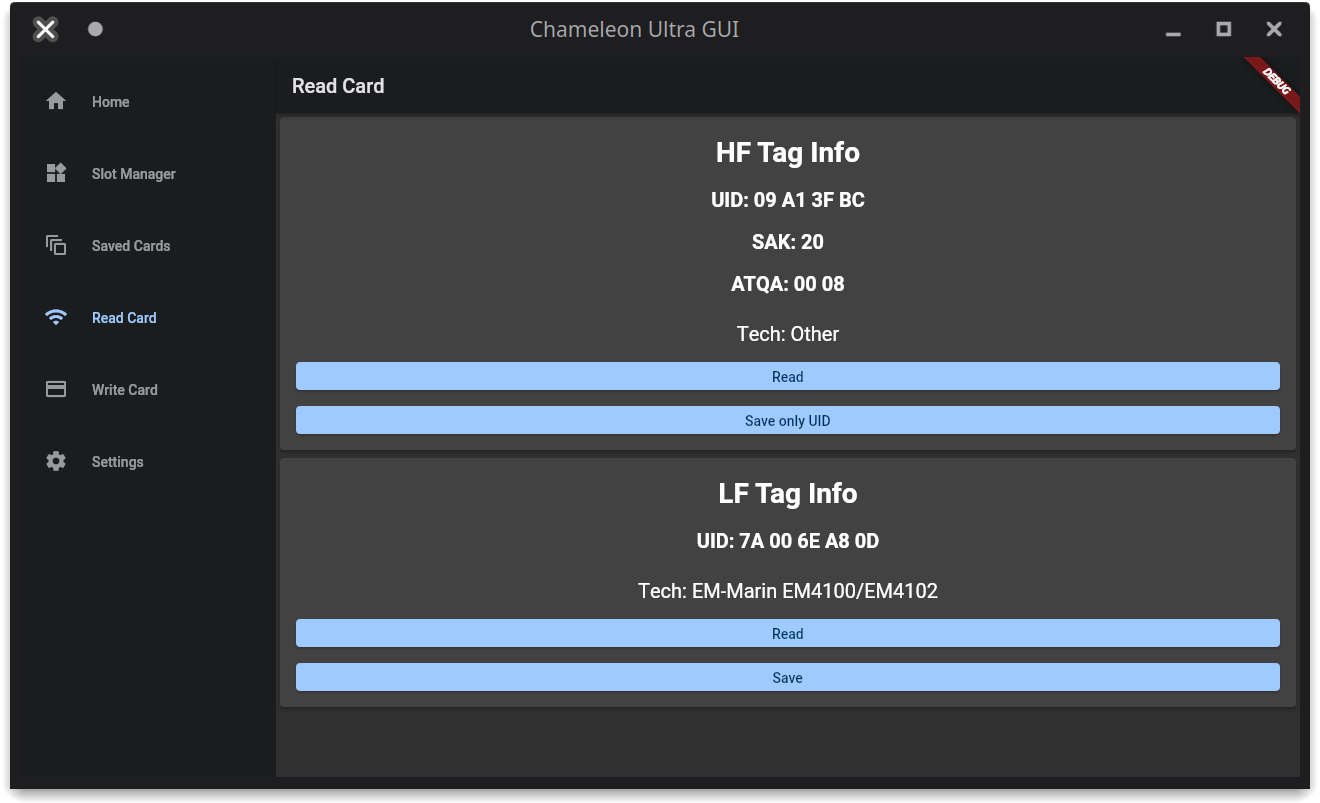 Chameleon Ultra GUI
DEBUG
Home
Slot Manager
Saved Cards
Read Card
Write Card
Settings
Read Card
HF Tag Info
UID: 09 A1 3F BC
SAK: 20
ATQA: 00 08
Tech: Other
Read
Save only UID
LF Tag Info
UID: 7A 00 6E A8 0D
Tech: EM-Marin EM4100/EM4102
Read
Save